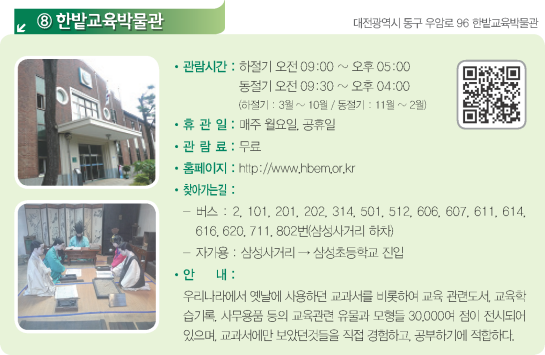 ⑧ 한밭교육박물관
대전광역시 동구 우암로 96 한밭교육박물관
• 관람시간 : 하절기 오전 09:00 ~ 오후 05:00
동절기 오전 09:30 ~ 오후 04:00
(하절기 : 3월 ~ 10월 / 동절기 : 11월 ~ 2월)
• 휴 관 일 : 매주 월요일, 공휴일
• 관 람 료 : 무료
• 홈페이지 : http://www.hbem.or.kr
• 찾아가는길 :
– 버스 : 2, 101, 201, 202, 314, 501, 512, 606, 607, 611, 614,
616, 620, 711, 802번(삼성사거리 하차)
– 자가용 : 삼성사거리 → 삼성초등학교 진입
• 안 내 :
우리나라에서 옛날에 사용하던 교과서를 비롯하여 교육 관련도서, 교육학
습기록, 사무용품 등의 교육관련 유물과 모형들 30,000여 점이 전시되어
있으며, 교과서에만 보았던것들을 직접 경험하고, 공부하기에 적합하다.